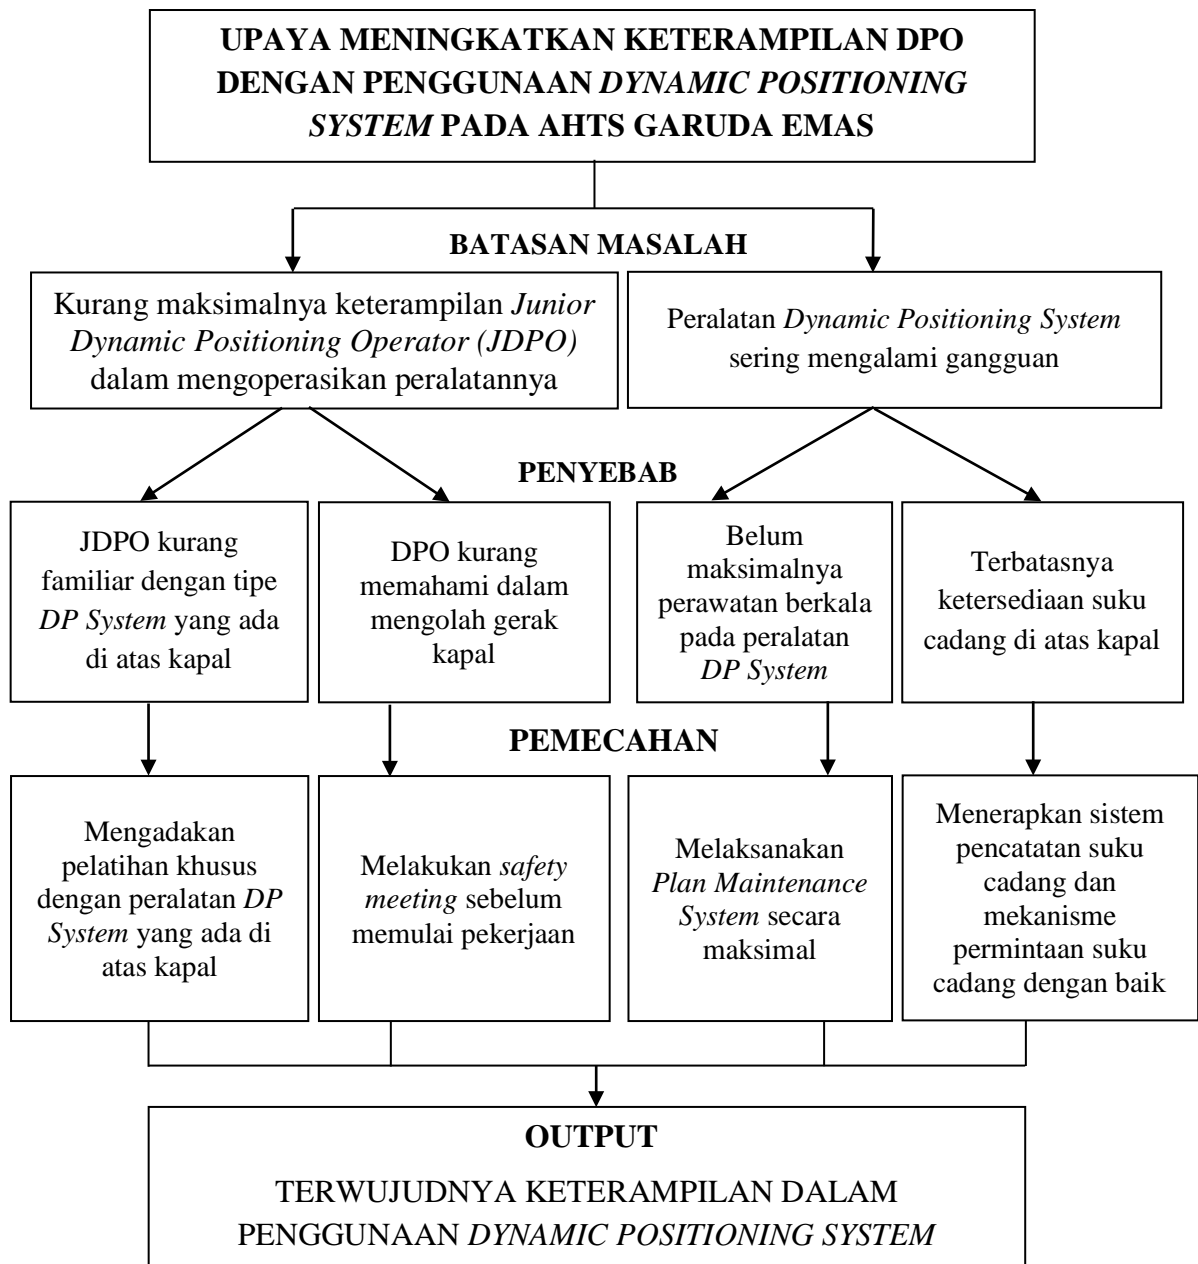 UPAYA MENINGKATKAN KETERAMPILAN DPO
DENGAN PENGGUNAAN DYNAMIC POSITIONING
SYSTEM PADA AHTS GARUDA EMAS
BATASAN MASALAH
Kurang maksimalnya keterampilan Junior
Dynamic Positioning Operator (JDPO)
dalam mengoperasikan peralatannya
Peralatan Dynamic Positioning System
sering mengalami gangguan
PENYEBAB
JDPO kurang
familiar dengan tipe
DP System yang ada
di atas kapal
DPO kurang
memahami dalam
mengolah gerak
kapal
Belum
maksimalnya
perawatan berkala
pada peralatan
DP System
Terbatasnya
ketersediaan suku
cadang di atas kapal
PEMECAHAN
Mengadakan
pelatihan khusus
dengan peralatan DP
System yang ada di
atas kapal
Melakukan safety
meeting sebelum
memulai pekerjaan
Melaksanakan
Plan Maintenance
System secara
maksimal
Menerapkan sistem
pencatatan suku
cadang dan
mekanisme
permintaan suku
cadang dengan baik
OUTPUT
TERWUJUDNYA KETERAMPILAN DALAM
PENGGUNAAN DYNAMIC POSITIONING SYSTEM